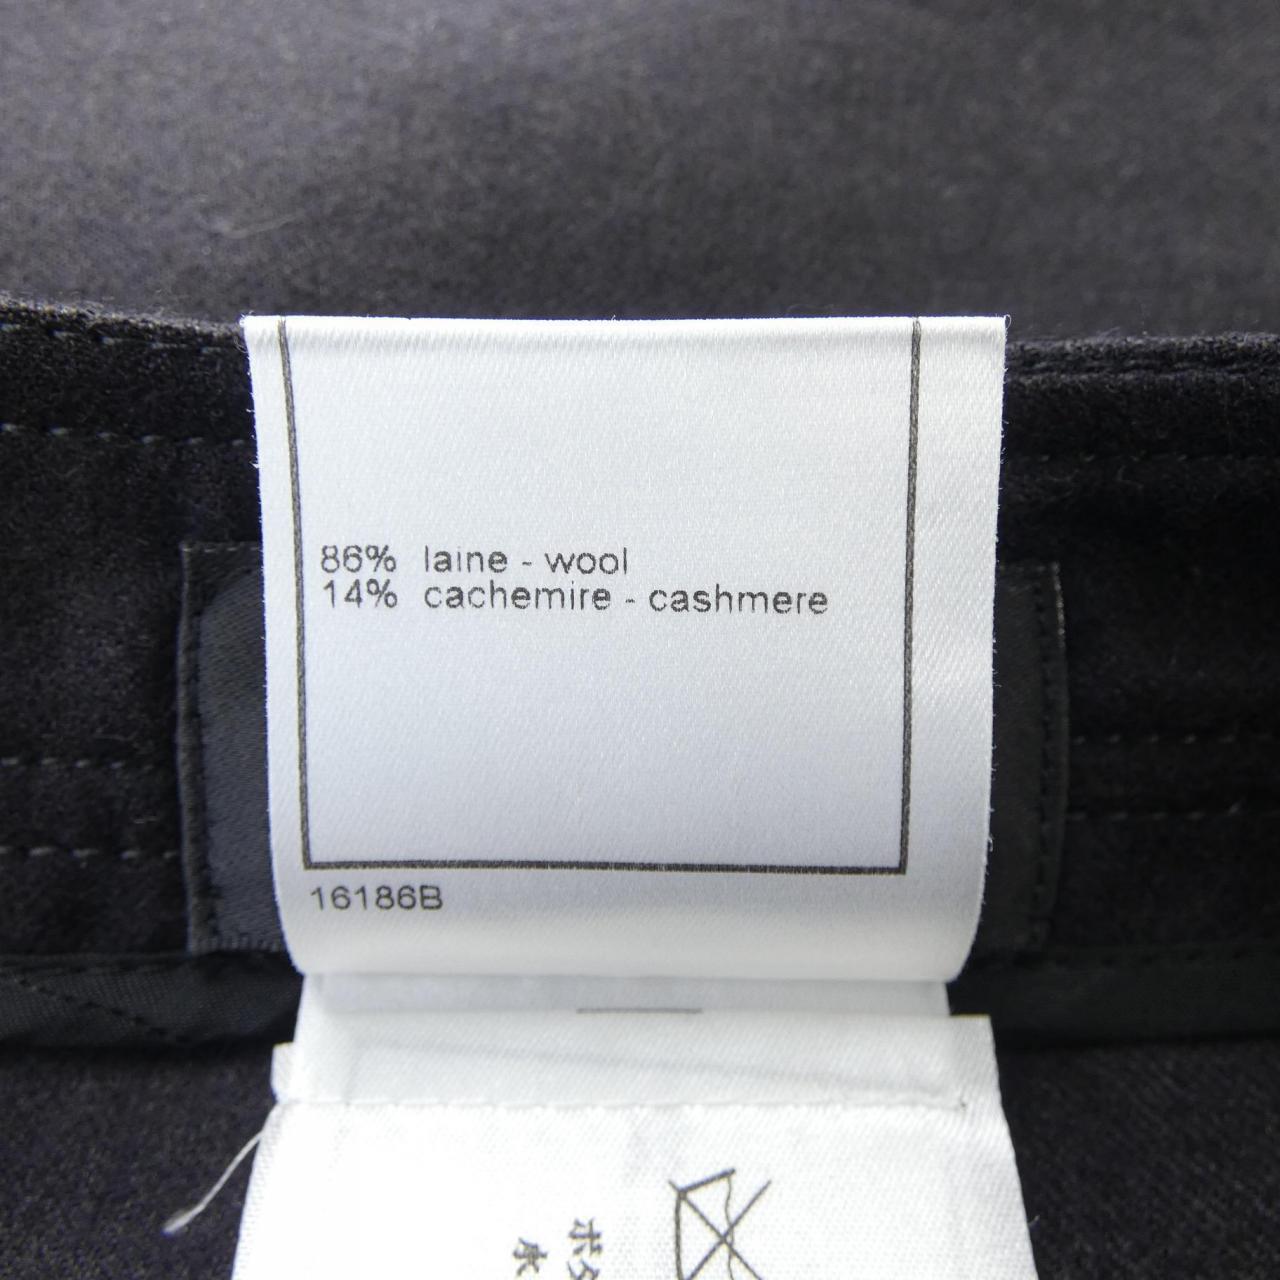 86% laine - wool
14% cachemire - cashmere
16186B